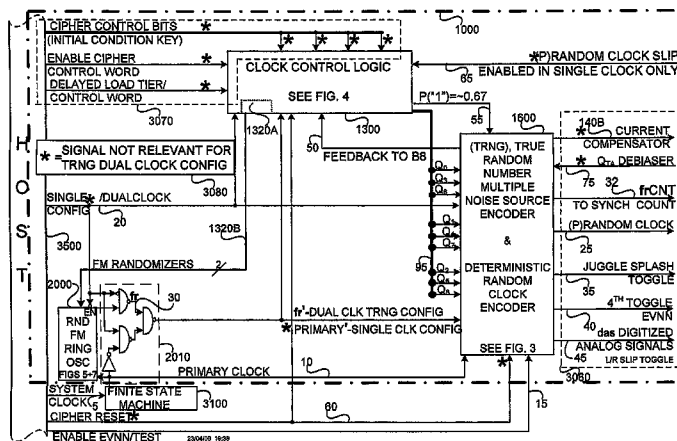 CIPHER CONTROL BITS *
(INITIAL CONDITION KEY)
* * * *
1000
ENABLE CIPHER *
CONTROL WORD
DELAYED LOAD TIER/ *
CONTROL WORD
3070
CLOCK CONTROL LOGIC
SEE FIG. 4
1320A
1300
*P)RANDOM CLOCK SLIP
65
ENABLED IN SINGLE CLOCK ONLY
P("1")=~0.67
55
1600
50
FEEDBACK TO B8
* =SIGNAL NOT RELEVANT FOR
TRNG DUAL CLOCK CONFIG
3080
HOST
SINGLE*/DUALCLOCK
CONFIG
20
3500
1320B
FM RANDOMIZERS
2
2000
EN
fr
30
RND
FM
RING
OSC
FIGS 5+7
2010
95
(TRNG), TRUE
RANDOM
NUMBER
MULTIPLE
NOISE SOURCE
ENCODER
&
DETERMINISTIC
RANDOM
CLOCK
ENCODER
SEE FIG. 3
*
140B
* CURRENT
COMPENSATOR
* QTA DEBIASER
75
32
frCNT
TO SYNCH COUNT
(P)RANDOM CLOCK
25
JUGGLE SPLASH
TOGGLE
35
4TH TOGGLE
EVNN
40
das DIGITIZED
ANALOG SIGNALS
45
L/R SLIP TOGGLE
3060
fr'-DUAL CLK TRNG CONFIG
* PRIMARY'-SINGLE CLK CONFIG
PRIMARY CLOCK
10
SYSTEM
CLOCK
5
FINITE STATE
MACHINE
3100
CIPHER RESET*
60
15
ENABLE EVNN/TEST